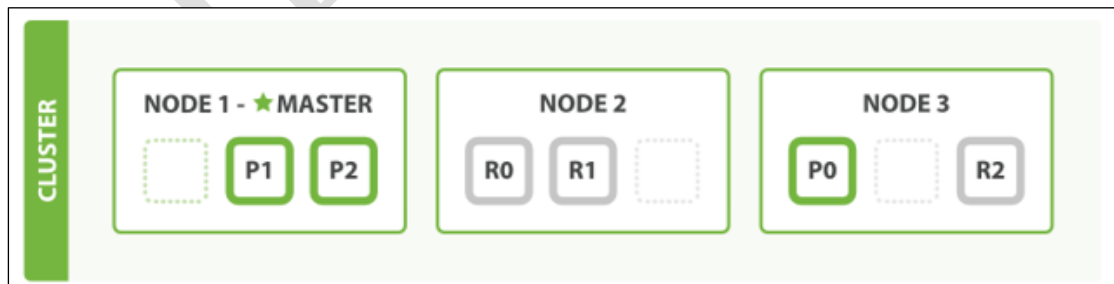 CLUSTER
NODE 1 - ★ MASTER
P1 P2
NODE 2
R0 R1
NODE 3
P0 R2